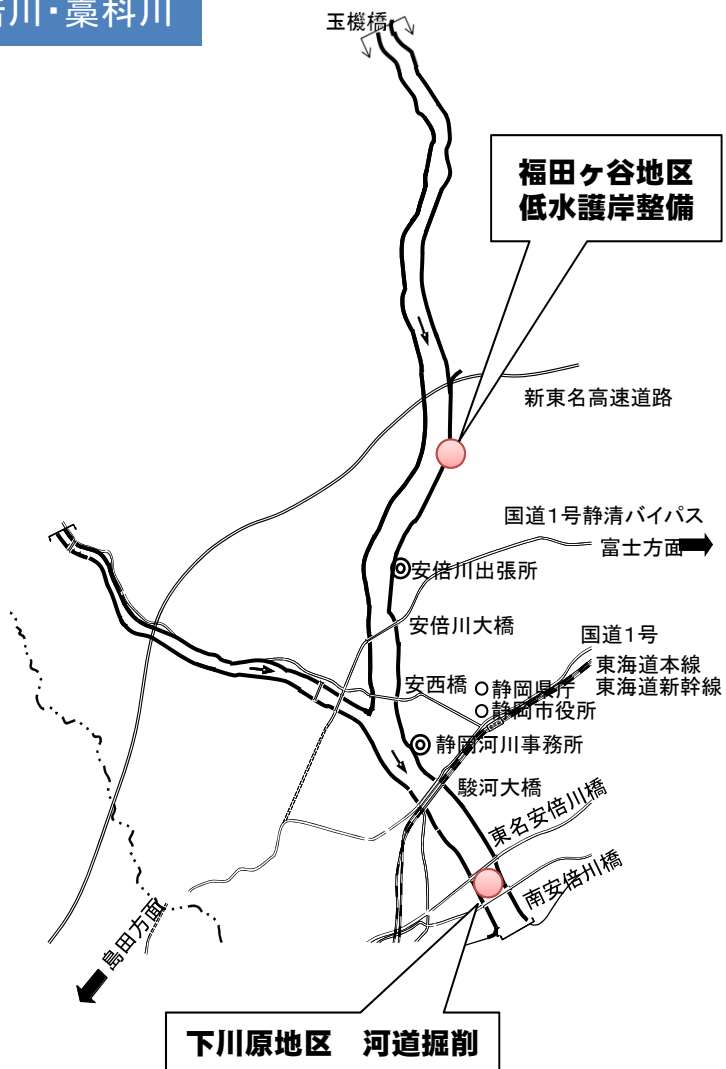 倍川・藁科川
玉機橋
福田ヶ谷地区
低水護岸整備
新東名高速道路
国道1号静清バイパス
富士方面
安倍川出張所
安倍川大橋
国道1号
東海道本線
東海道新幹線
安西橋
静岡県庁
静岡市役所
静岡河川事務所
駿河大橋
東名安倍川橋
南安倍川橋
島田方面
下川原地区 河道掘削